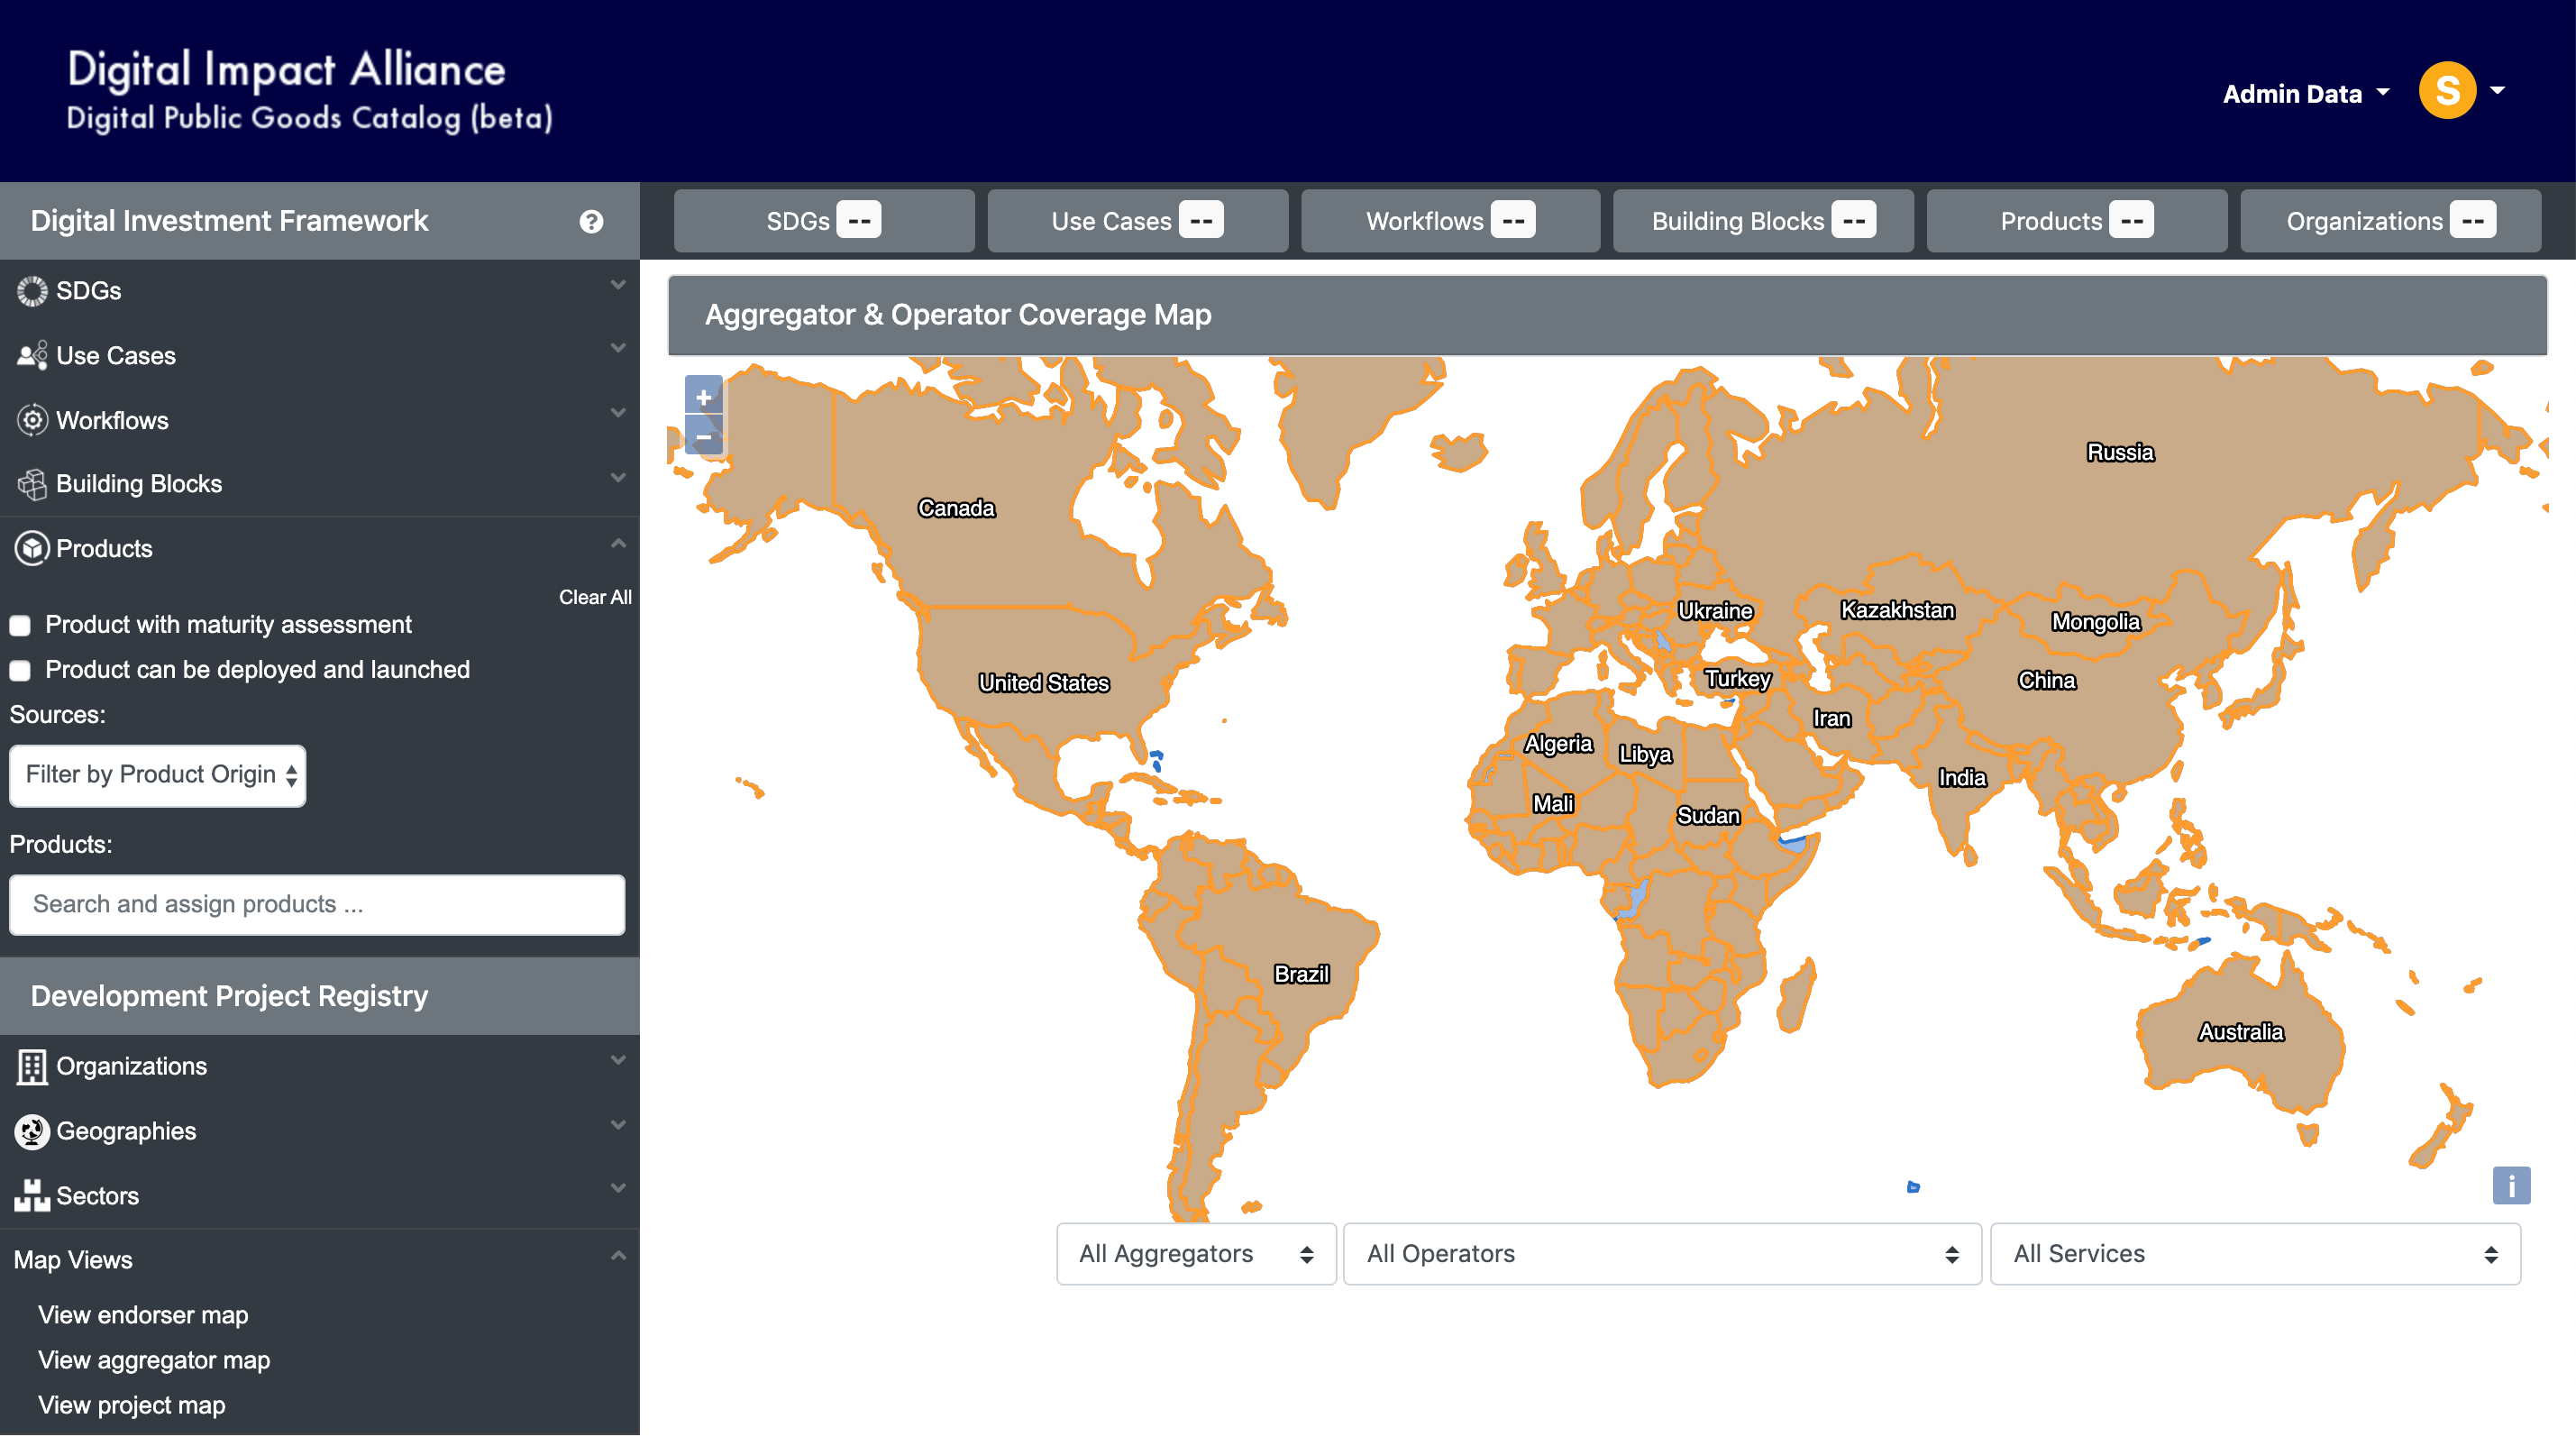 Digital Impact Alliance
Digital Public Goods Catalog (beta)
Admin Data
S
Digital Investment Framework
?
SDGs --
Use Cases --
Workflows --
Building Blocks --
Products --
Organizations --
SDGs
Use Cases
Workflows
Building Blocks
Products
Clear All
Product with maturity assessment
Product can be deployed and launched
Sources:
Filter by Product Origin
Products:
Search and assign products ...
Development Project Registry
Organizations
Geographies
Sectors
Map Views
View endorser map
View aggregator map
View project map
Aggregator & Operator Coverage Map
+
−
Russia
Canada
Ukraine
Kazakhstan
Mongolia
United States
Turkey
China
Iran
Algeria
Libya
India
Mali
Sudan
Brazil
Australia
i
All Aggregators
All Operators
All Services